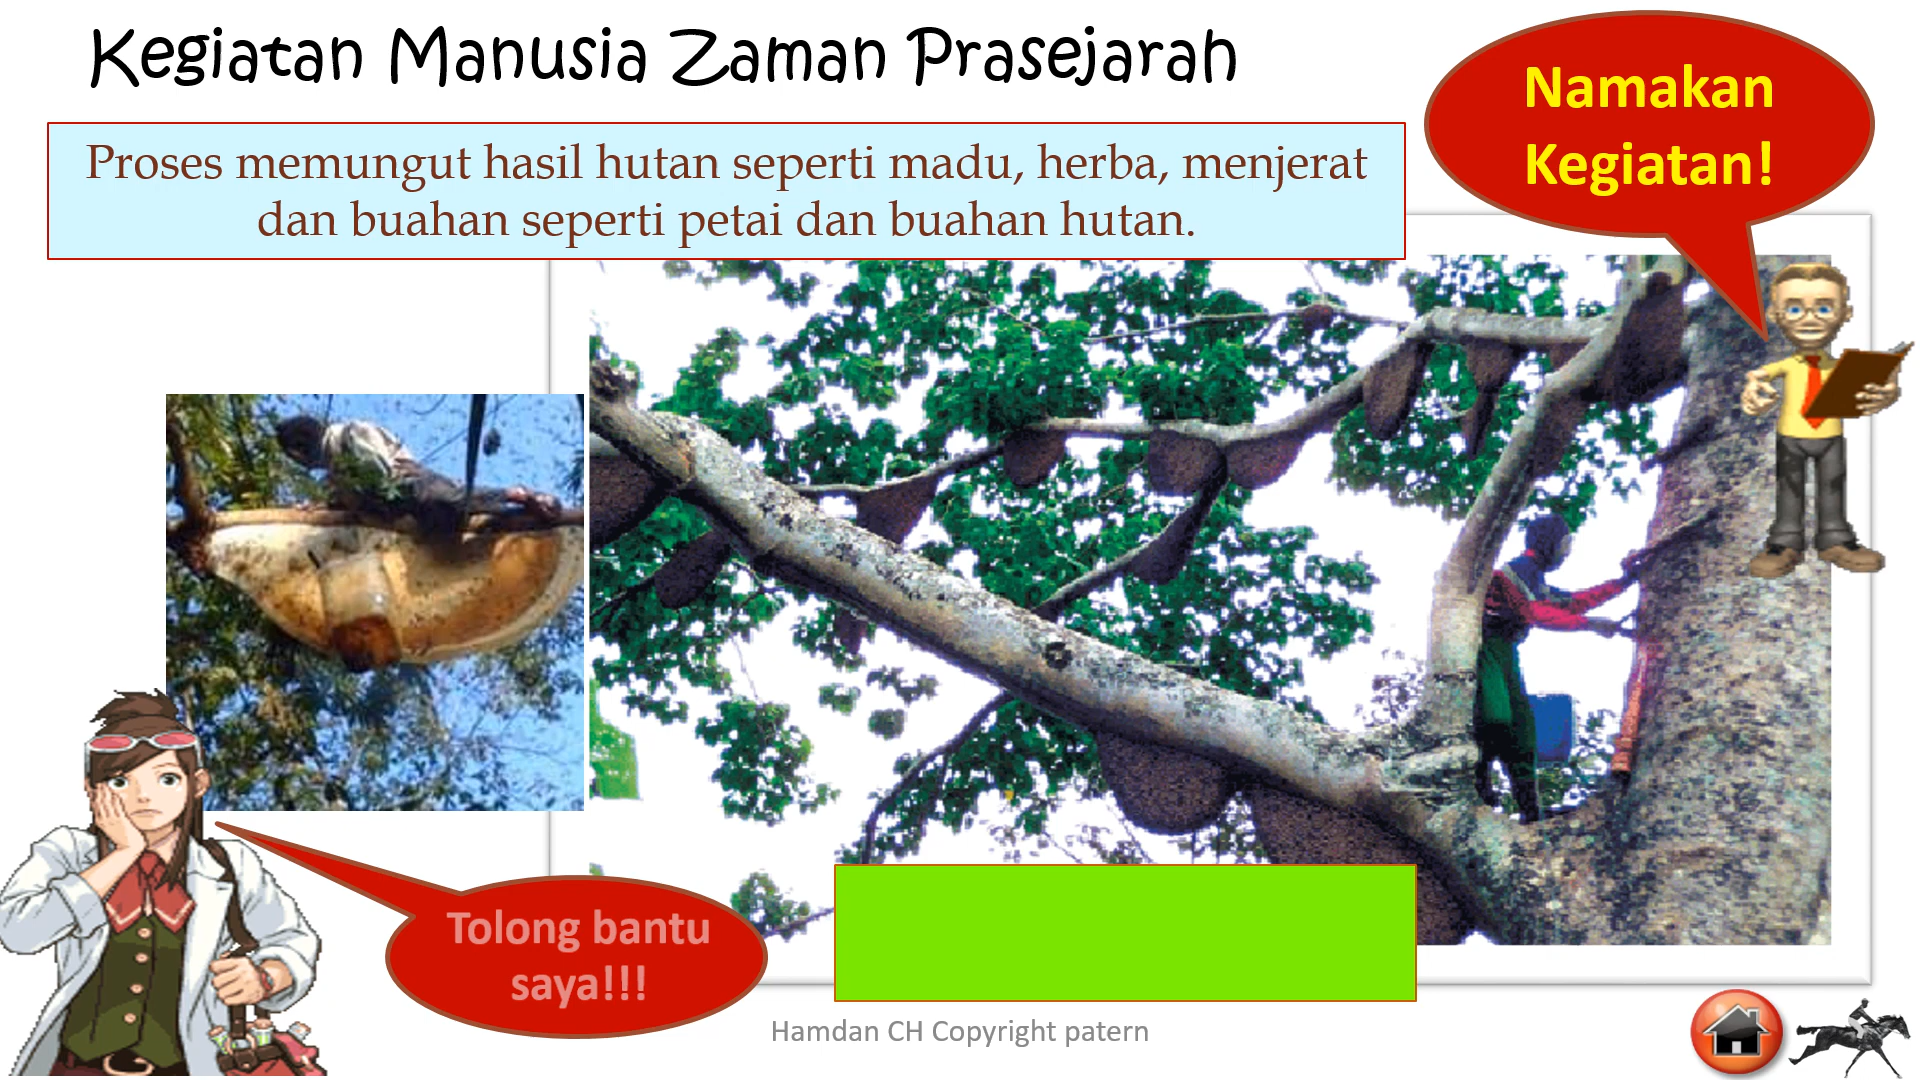 Kegiatan Manusia Zaman Prasejarah
Namakan
Kegiatan!
Proses memungut hasil hutan seperti madu, herba, menjerat
dan buahan seperti petai dan buahan hutan.
Tolong bantu
saya!!!
Hamdan CH Copyright patern